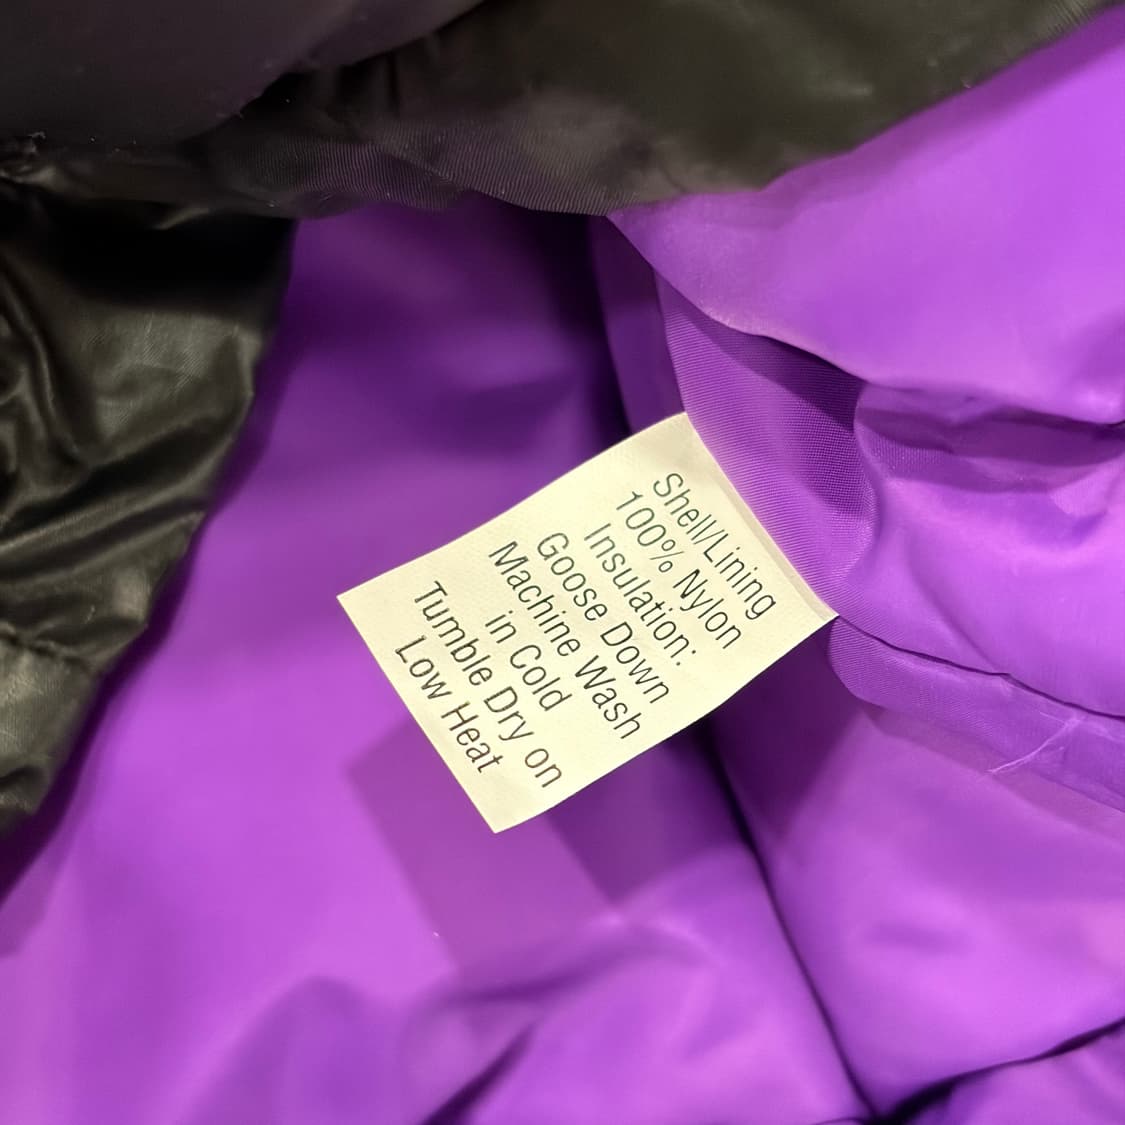 Shell/Lining
100% Nylon
Insulation:
Goose Down
Machine Wash
in Cold
Tumble Dry on
Low Heat